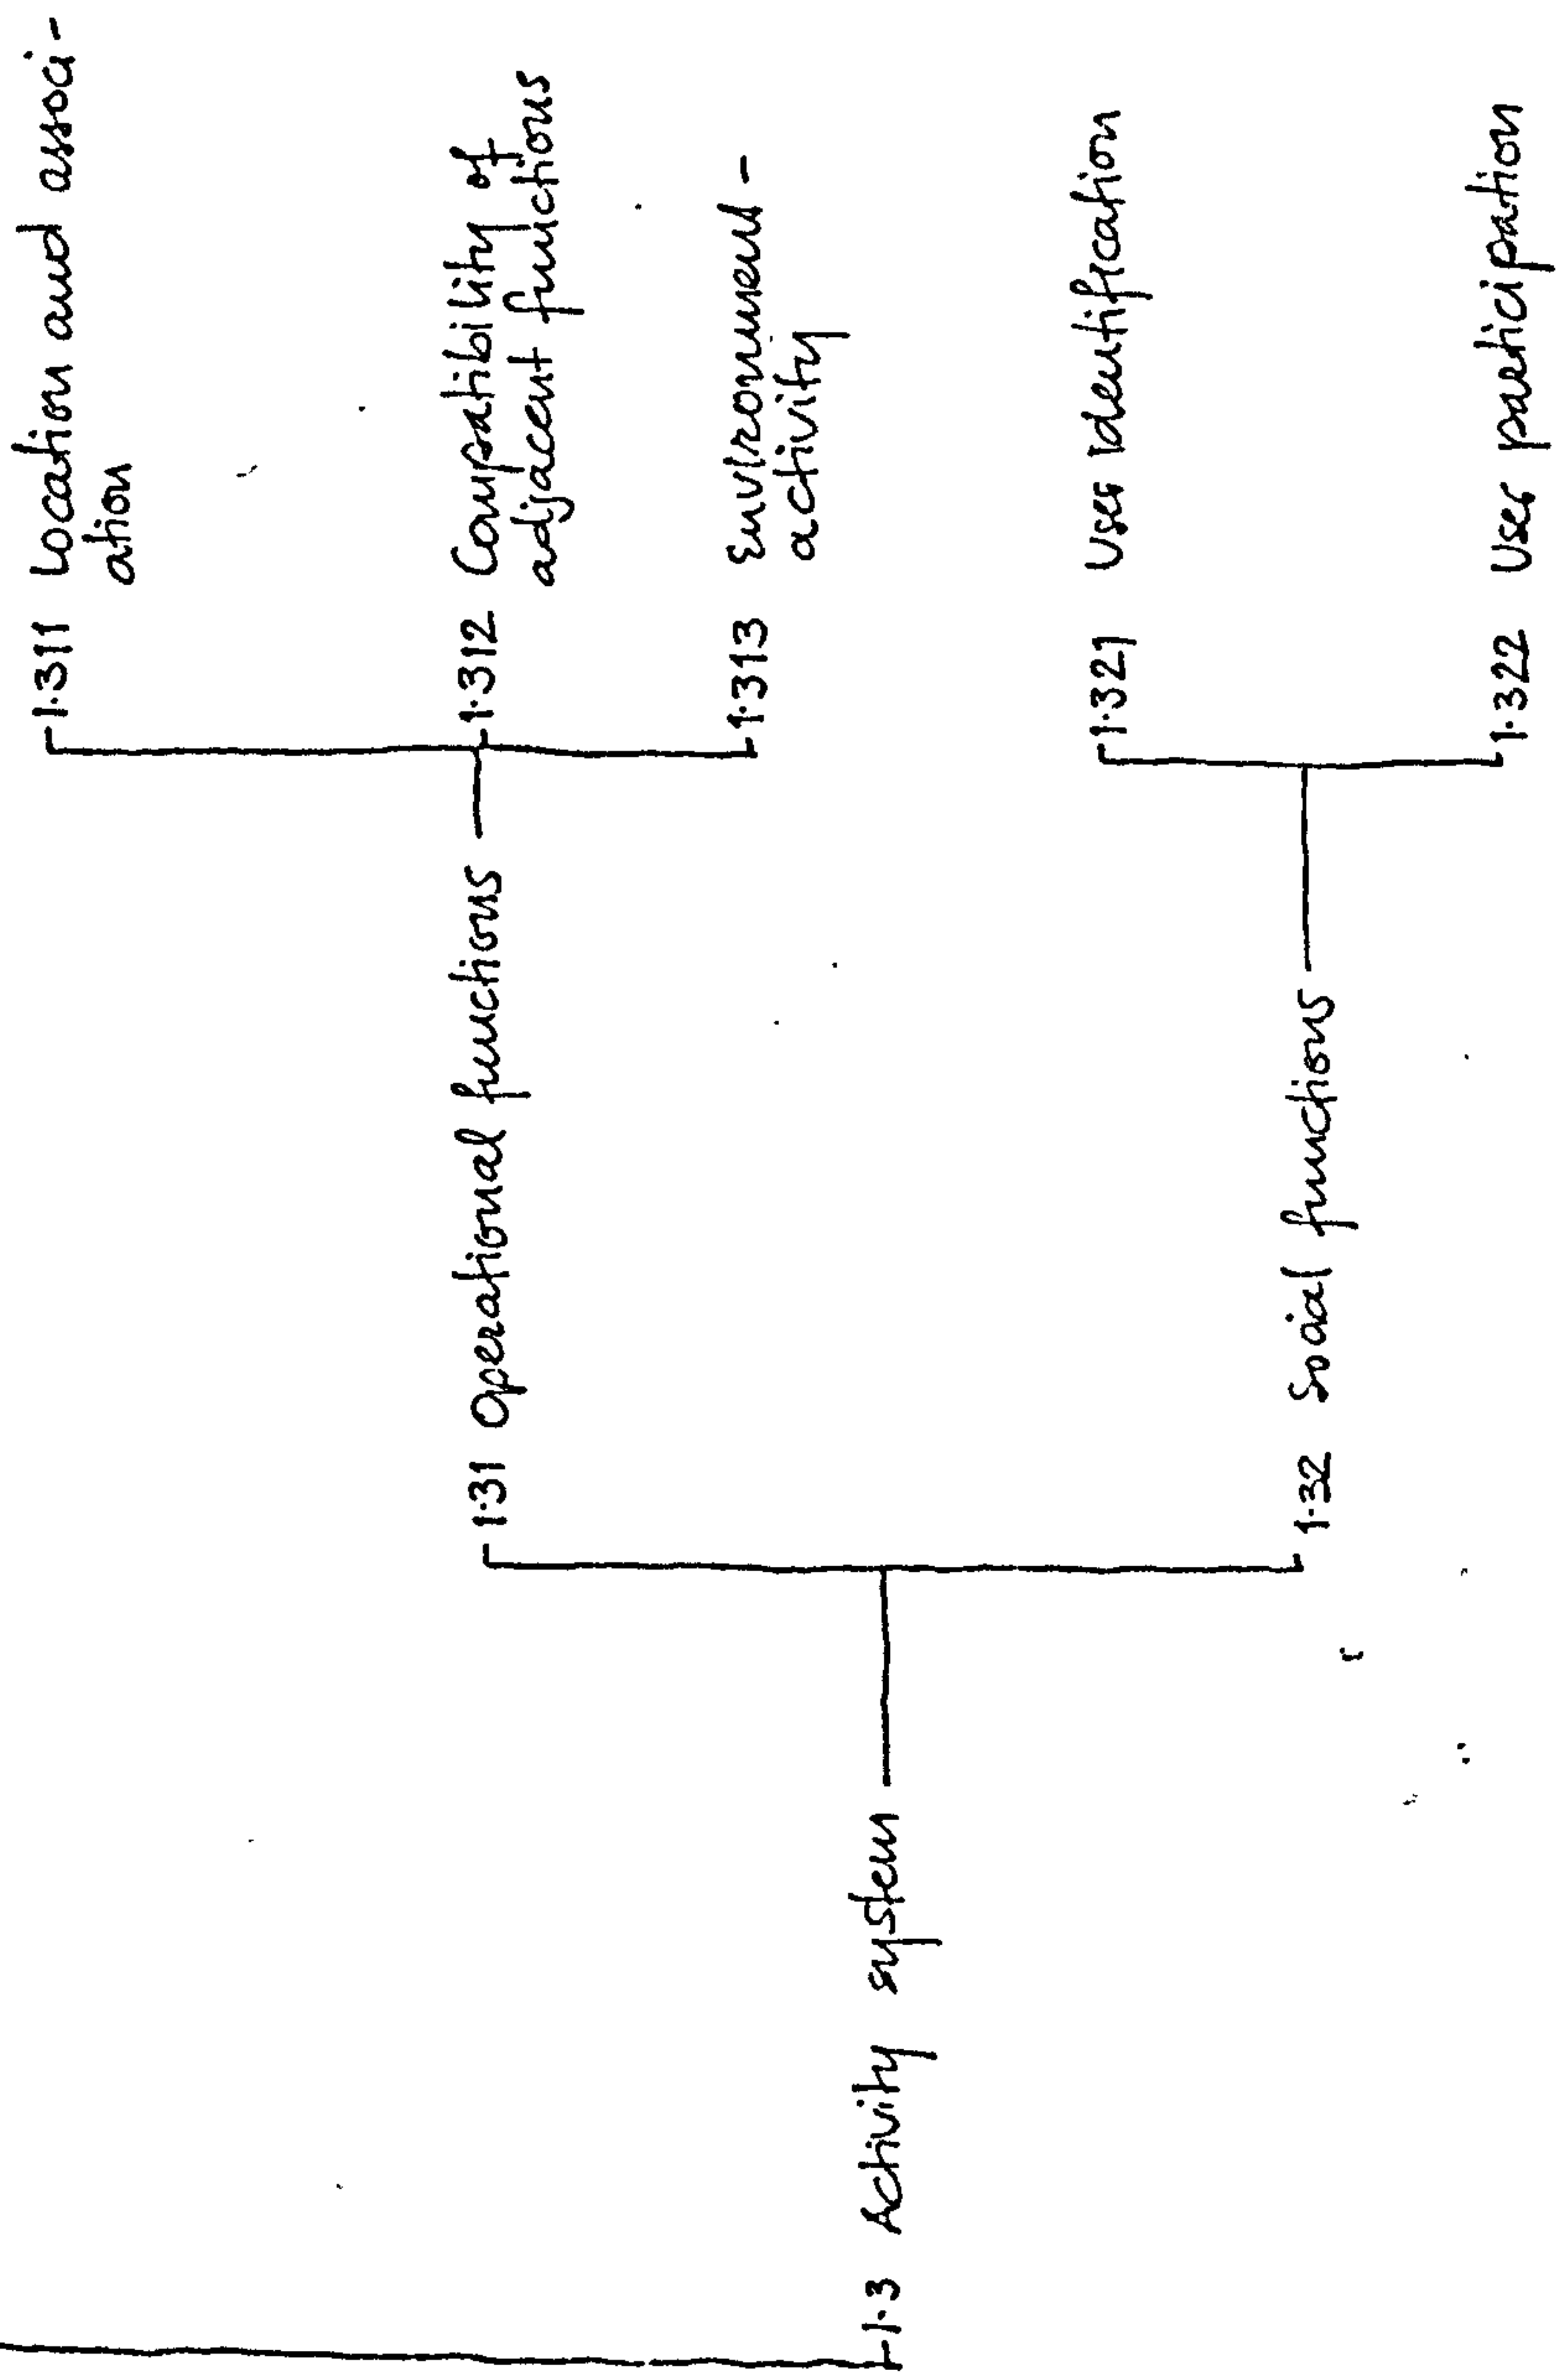 1.311 Location and associ-
ation
1.31 Operational functions
1.312 Compatibility of
adjacent functions
1.313 Environment -
activity
1.3 Activity system
1.321 User identification
1.32 Social functions
1.322 User participation